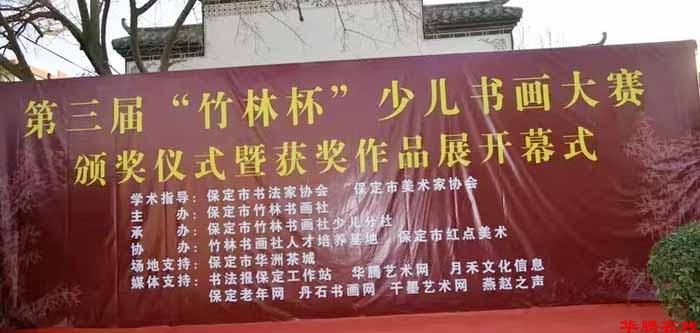 第三届“竹林杯”少儿书画大赛
颁奖仪式暨获奖作品展开幕式
学术指导：保定市书法家协会 保定市美术家协会
主 办：保定市竹林书画社
承 办：保定市竹林书画社少儿分社
协 办：竹林书画社人才培养基地 保定市红点美术
场地支持：保定市华洲茶城
媒体支持：书法报保定工作站 华腾艺术网 月禾文化信息
保定老年网 丹石书画网 千墨艺术网 燕赵之声